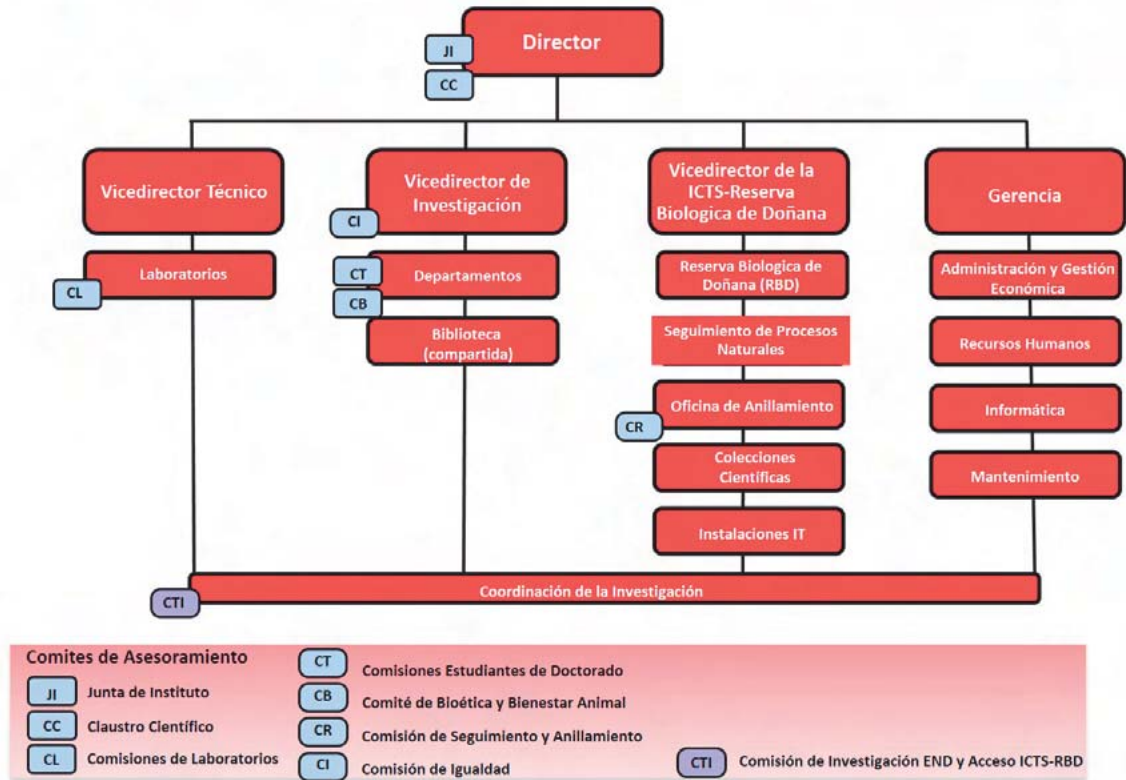 Director
JI
CC
Vicedirector Técnico
Vicedirector de
Investigación
CI
Vicedirector de la
ICTS-Reserva
Biologica de Doñana
Gerencia
Laboratorios
CL
CT
Departamentos
CB
Reserva Biologica de
Doñana (RBD)
Administración y Gestión
Económica
Biblioteca
(compartida)
Seguimiento de Procesos
Naturales
Recursos Humanos
Oficina de Anillamiento
CR
Informática
Colecciones
Científicas
Mantenimiento
Instalaciones IT
Coordinación de la Investigación
CTI
Comites de Asesoramiento
JI Junta de Instituto
CC Claustro Científico
CL Comisiones de Laboratorios
CT Comisiones Estudiantes de Doctorado
CB Comité de Bioética y Bienestar Animal
CR Comisión de Seguimiento y Anillamiento
CI Comisión de Igualdad
CTI Comisión de Investigación END y Acceso ICTS-RBD